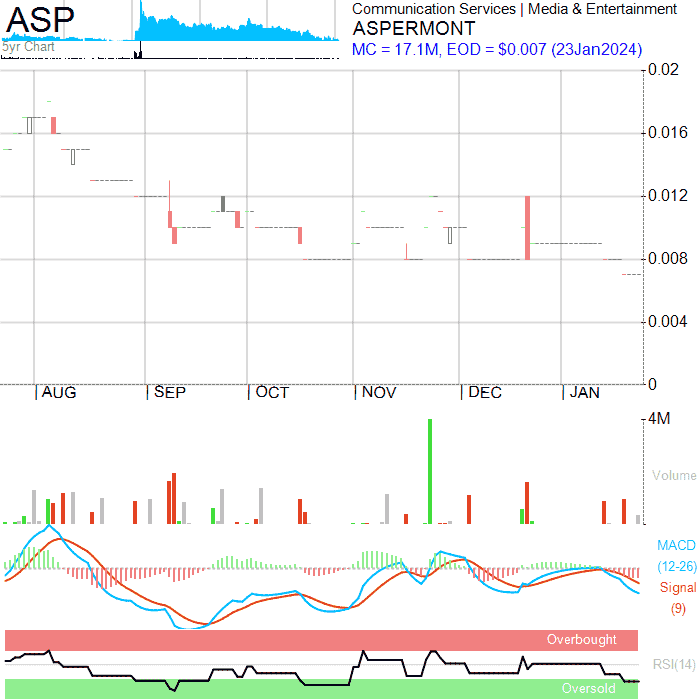 ASP
5yr Chart
Communication Services | Media & Entertainment
ASPERMONT
MC = 17.1M, EOD = $0.007 (23Jan2024)
0.02
0.016
0.012
0.008
0.004
0
AUG
SEP
OCT
NOV
DEC
JAN
4M
Volume
MACD
(12-26)
Signal
(9)
Overbought
RSI(14)
Oversold